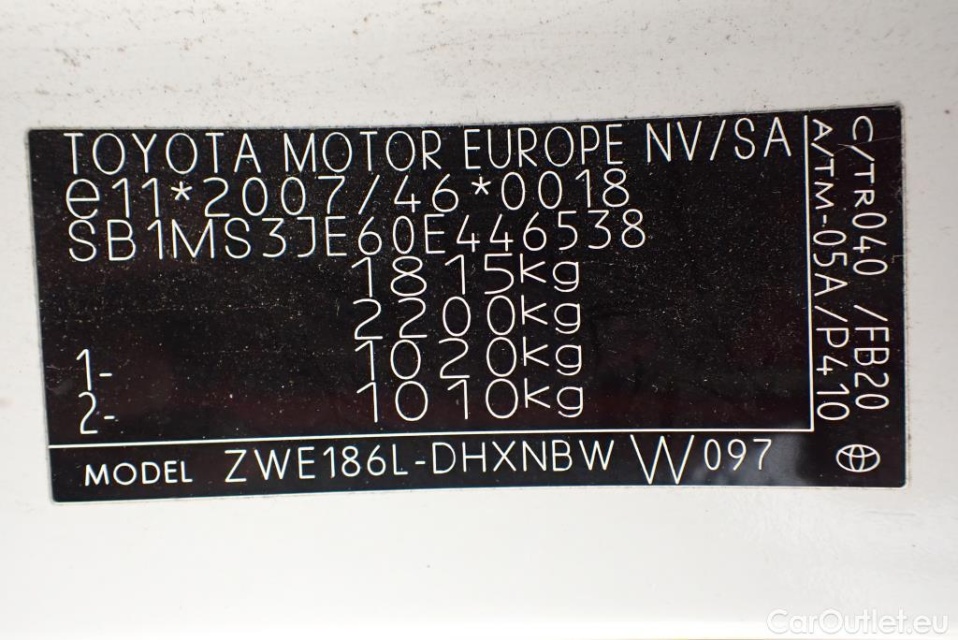 TOYOTA MOTOR EUROPE NV/SA
e11*2007/46*0018
SB1MS3JE60E446538
1815kg
2200kg
1- 1020kg
2- 1010kg
MODEL ZWE186L-DHXNBW W097
C/TR040 /FB20
A/TM-05A/P410
CarOutlet.eu